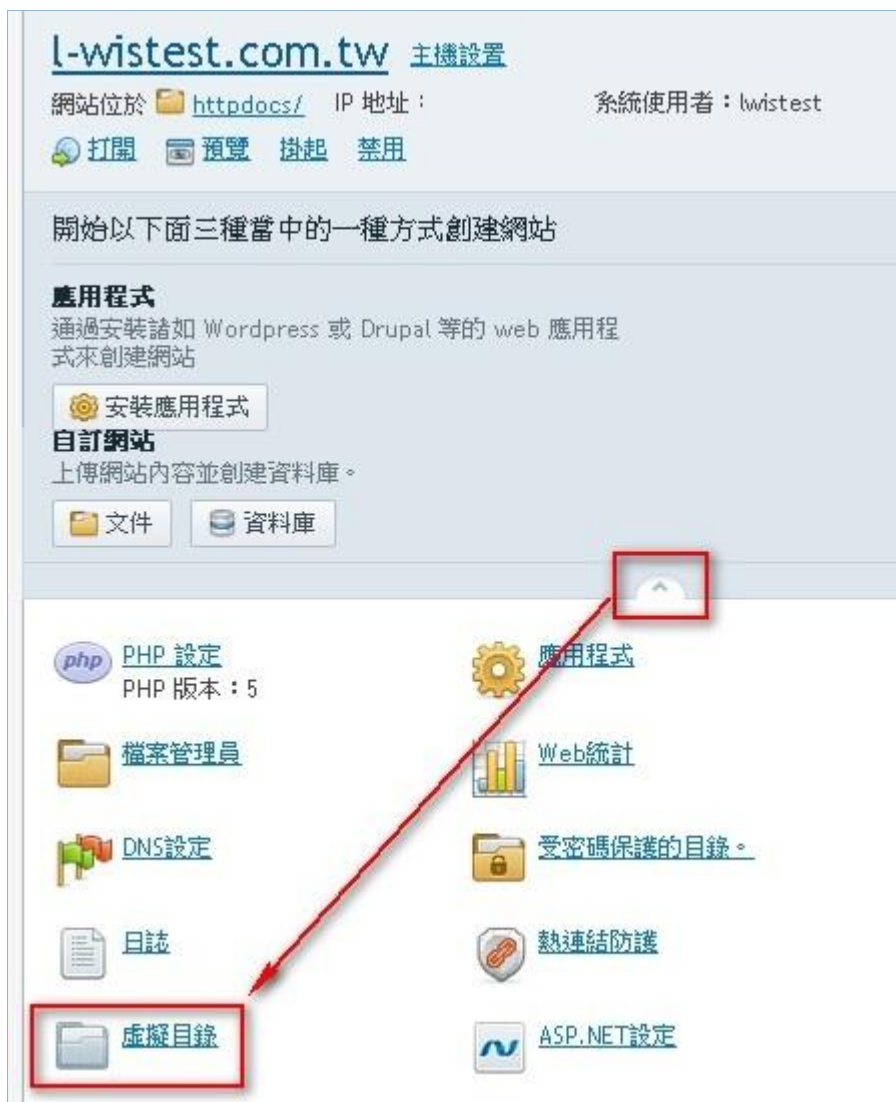 l-wistest.com.tw 主機設置
網站位於 httpdocs/ IP 地址： 系統使用者：lwistest
打開 預覽 掛起 禁用
開始以下面三種當中的一種方式創建網站
應用程式
通過安裝諸如 Wordpress 或 Drupal 等的 web 應用程
式來創建網站
安裝應用程式
自訂網站
上傳網站內容並創建資料庫。
文件 資料庫
php PHP 設定 應用程式
PHP 版本：5
檔案管理員 Web統計
DNS設定 受密碼保護的目錄。
日誌 熱連結防護
虛擬目錄 ASP.NET設定